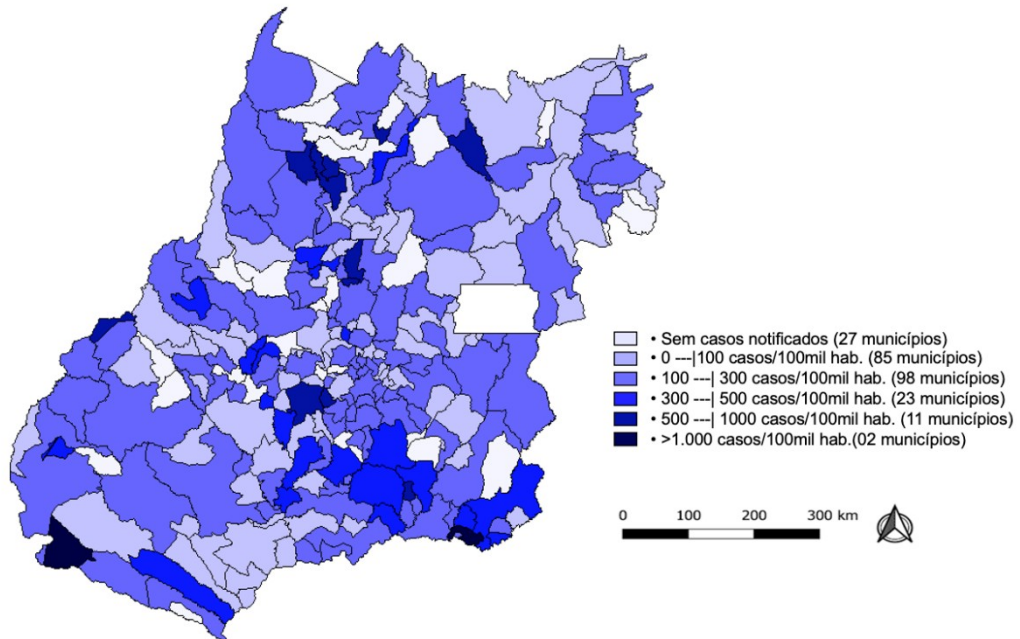 • Sem casos notificados (27 municípios)
• 0 ---|100 casos/100mil hab. (85 municípios)
• 100 ---| 300 casos/100mil hab. (98 municípios)
• 300 ---| 500 casos/100mil hab. (23 municípios)
• 500 ---| 1000 casos/100mil hab. (11 municípios)
• >1.000 casos/100mil hab.(02 municípios)
0 100 200 300 km